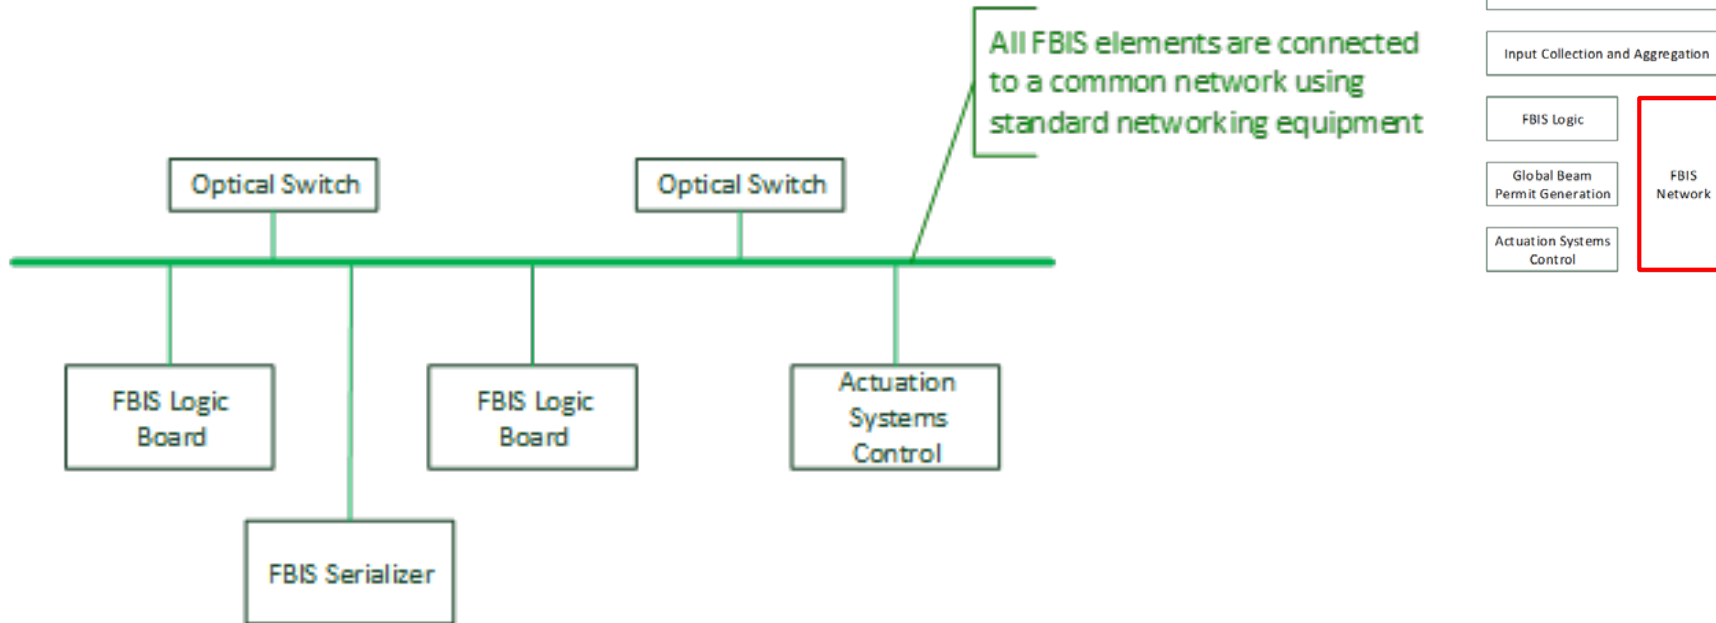 All FBIS elements are connected
to a common network using
standard networking equipment
Optical Switch
Optical Switch
FBIS Logic
Board
FBIS Logic
Board
Actuation
Systems
Control
FBIS Serializer
Input Collection and Aggregation
FBIS Logic
Global Beam
Permit Generation
Actuation Systems
Control
FBIS
Network